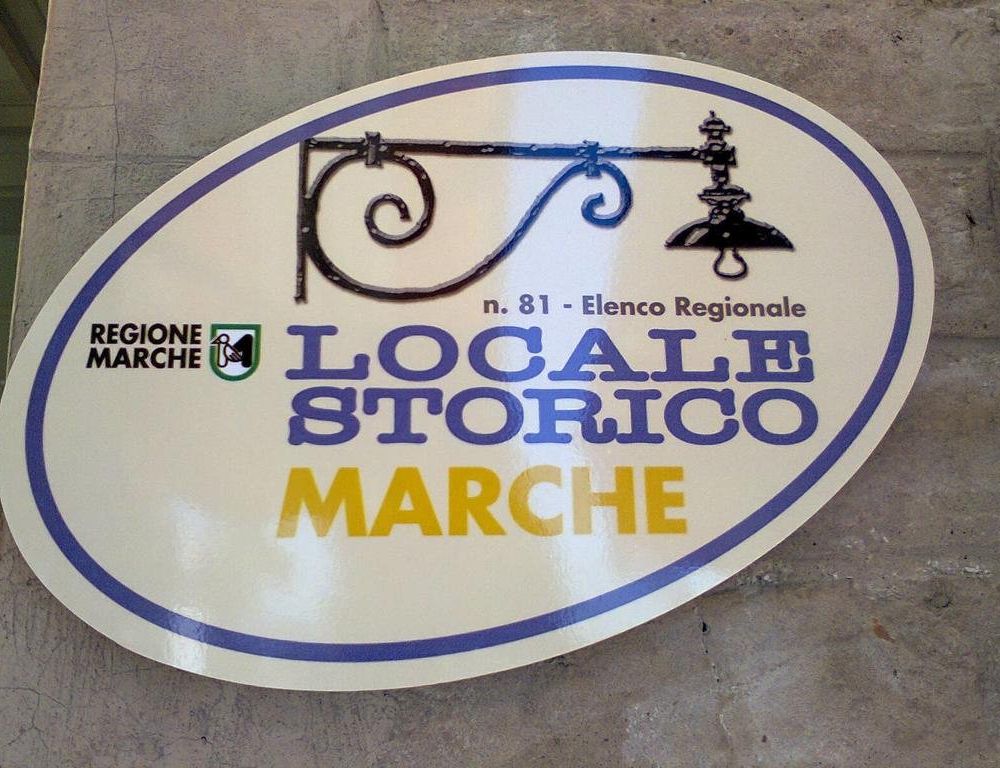 n. 81 - Elenco Regionale
REGIONE
MARCHE
LOCALE
STORICO
MARCHE